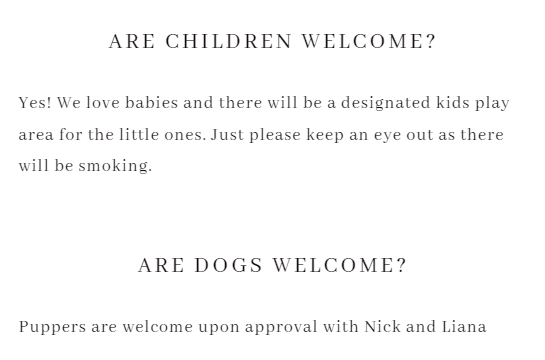 ARE CHILDREN WELCOME?
Yes! We love babies and there will be a designated kids play
area for the little ones. Just please keep an eye out as there
will be smoking.
ARE DOGS WELCOME?
Puppers are welcome upon approval with Nick and Liana